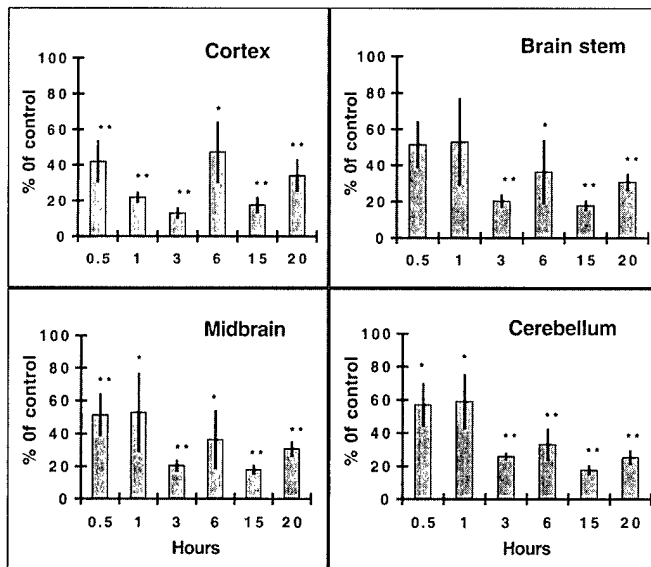 Cortex
% 0f control
100
80
60
40
20
0
** ** ** * ** **
0.5 1 3 6 15 20
Brain stem
% 0f control
100
80
60
40
20
0
** * ** **
0.5 1 3 6 15 20
Midbrain
% 0f control
100
80
60
40
20
0
** * ** * ** **
0.5 1 3 6 15 20
Hours
Cerebellum
% 0f control
100
80
60
40
20
0
* * ** ** ** **
0.5 1 3 6 15 20
Hours